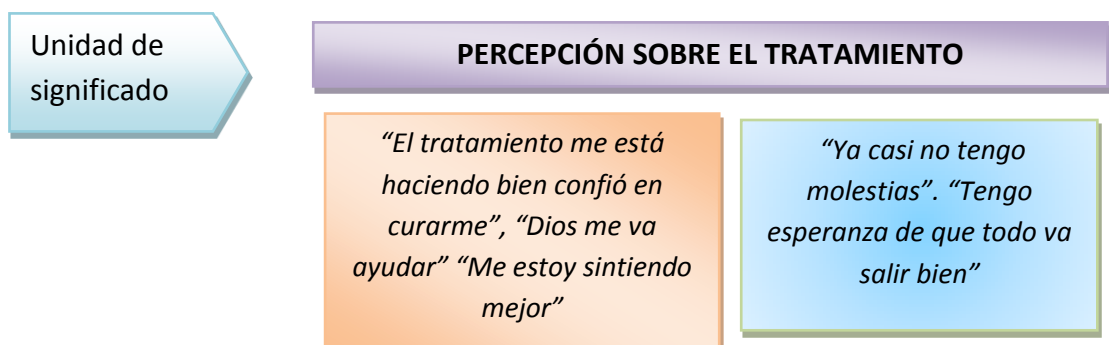 Unidad de
significado
PERCEPCIÓN SOBRE EL TRATAMIENTO
“El tratamiento me está
haciendo bien confió en
curarme”, “Dios me va
ayudar” “Me estoy sintiendo
mejor”
“Ya casi no tengo
molestias”. “Tengo
esperanza de que todo va
salir bien”